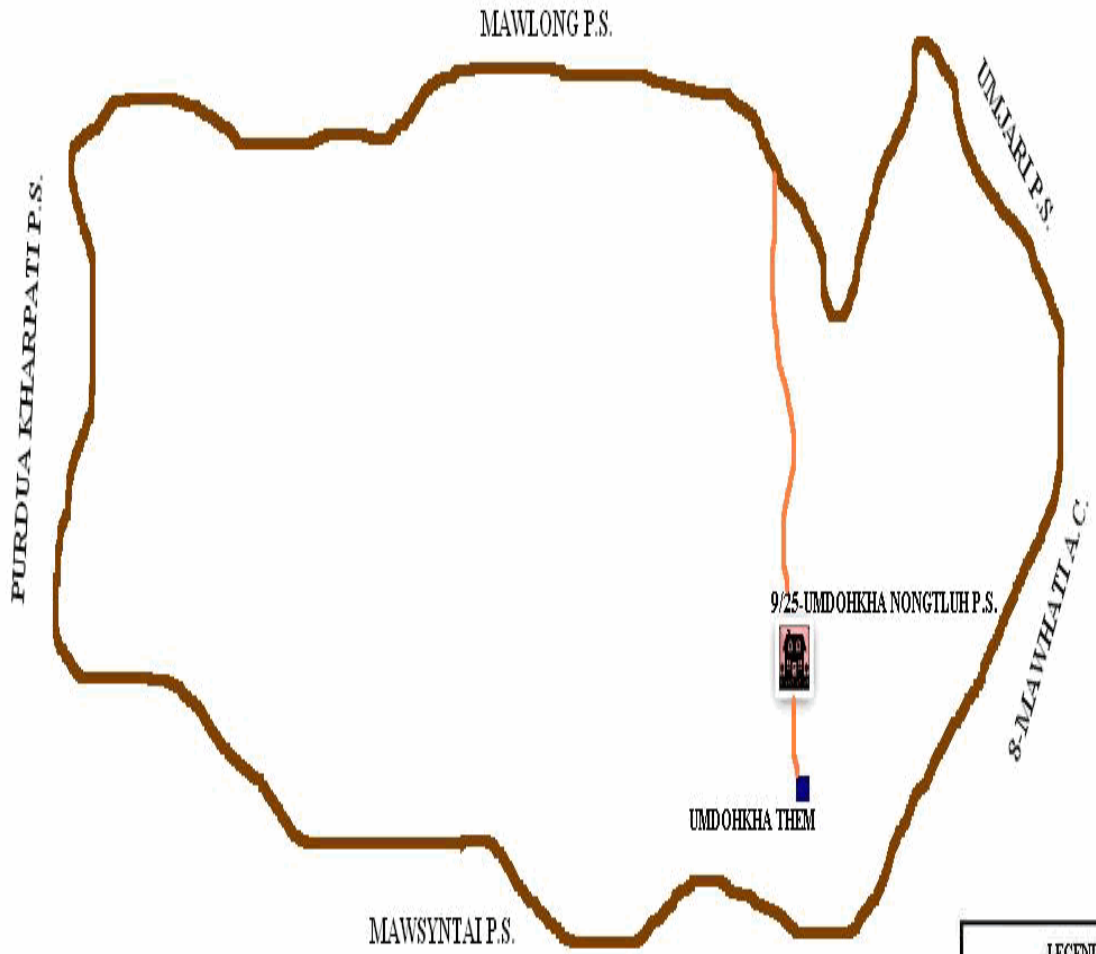 MAWLONG P.S.
UMJARI P.S.
PURDUA KHARPATI P.S.
9/25-UMDOHKHA NONGTLUH P.S.
8-MAWHATI A.C.
UMDOHKHA THEM
MAWSYNTAI P.S.